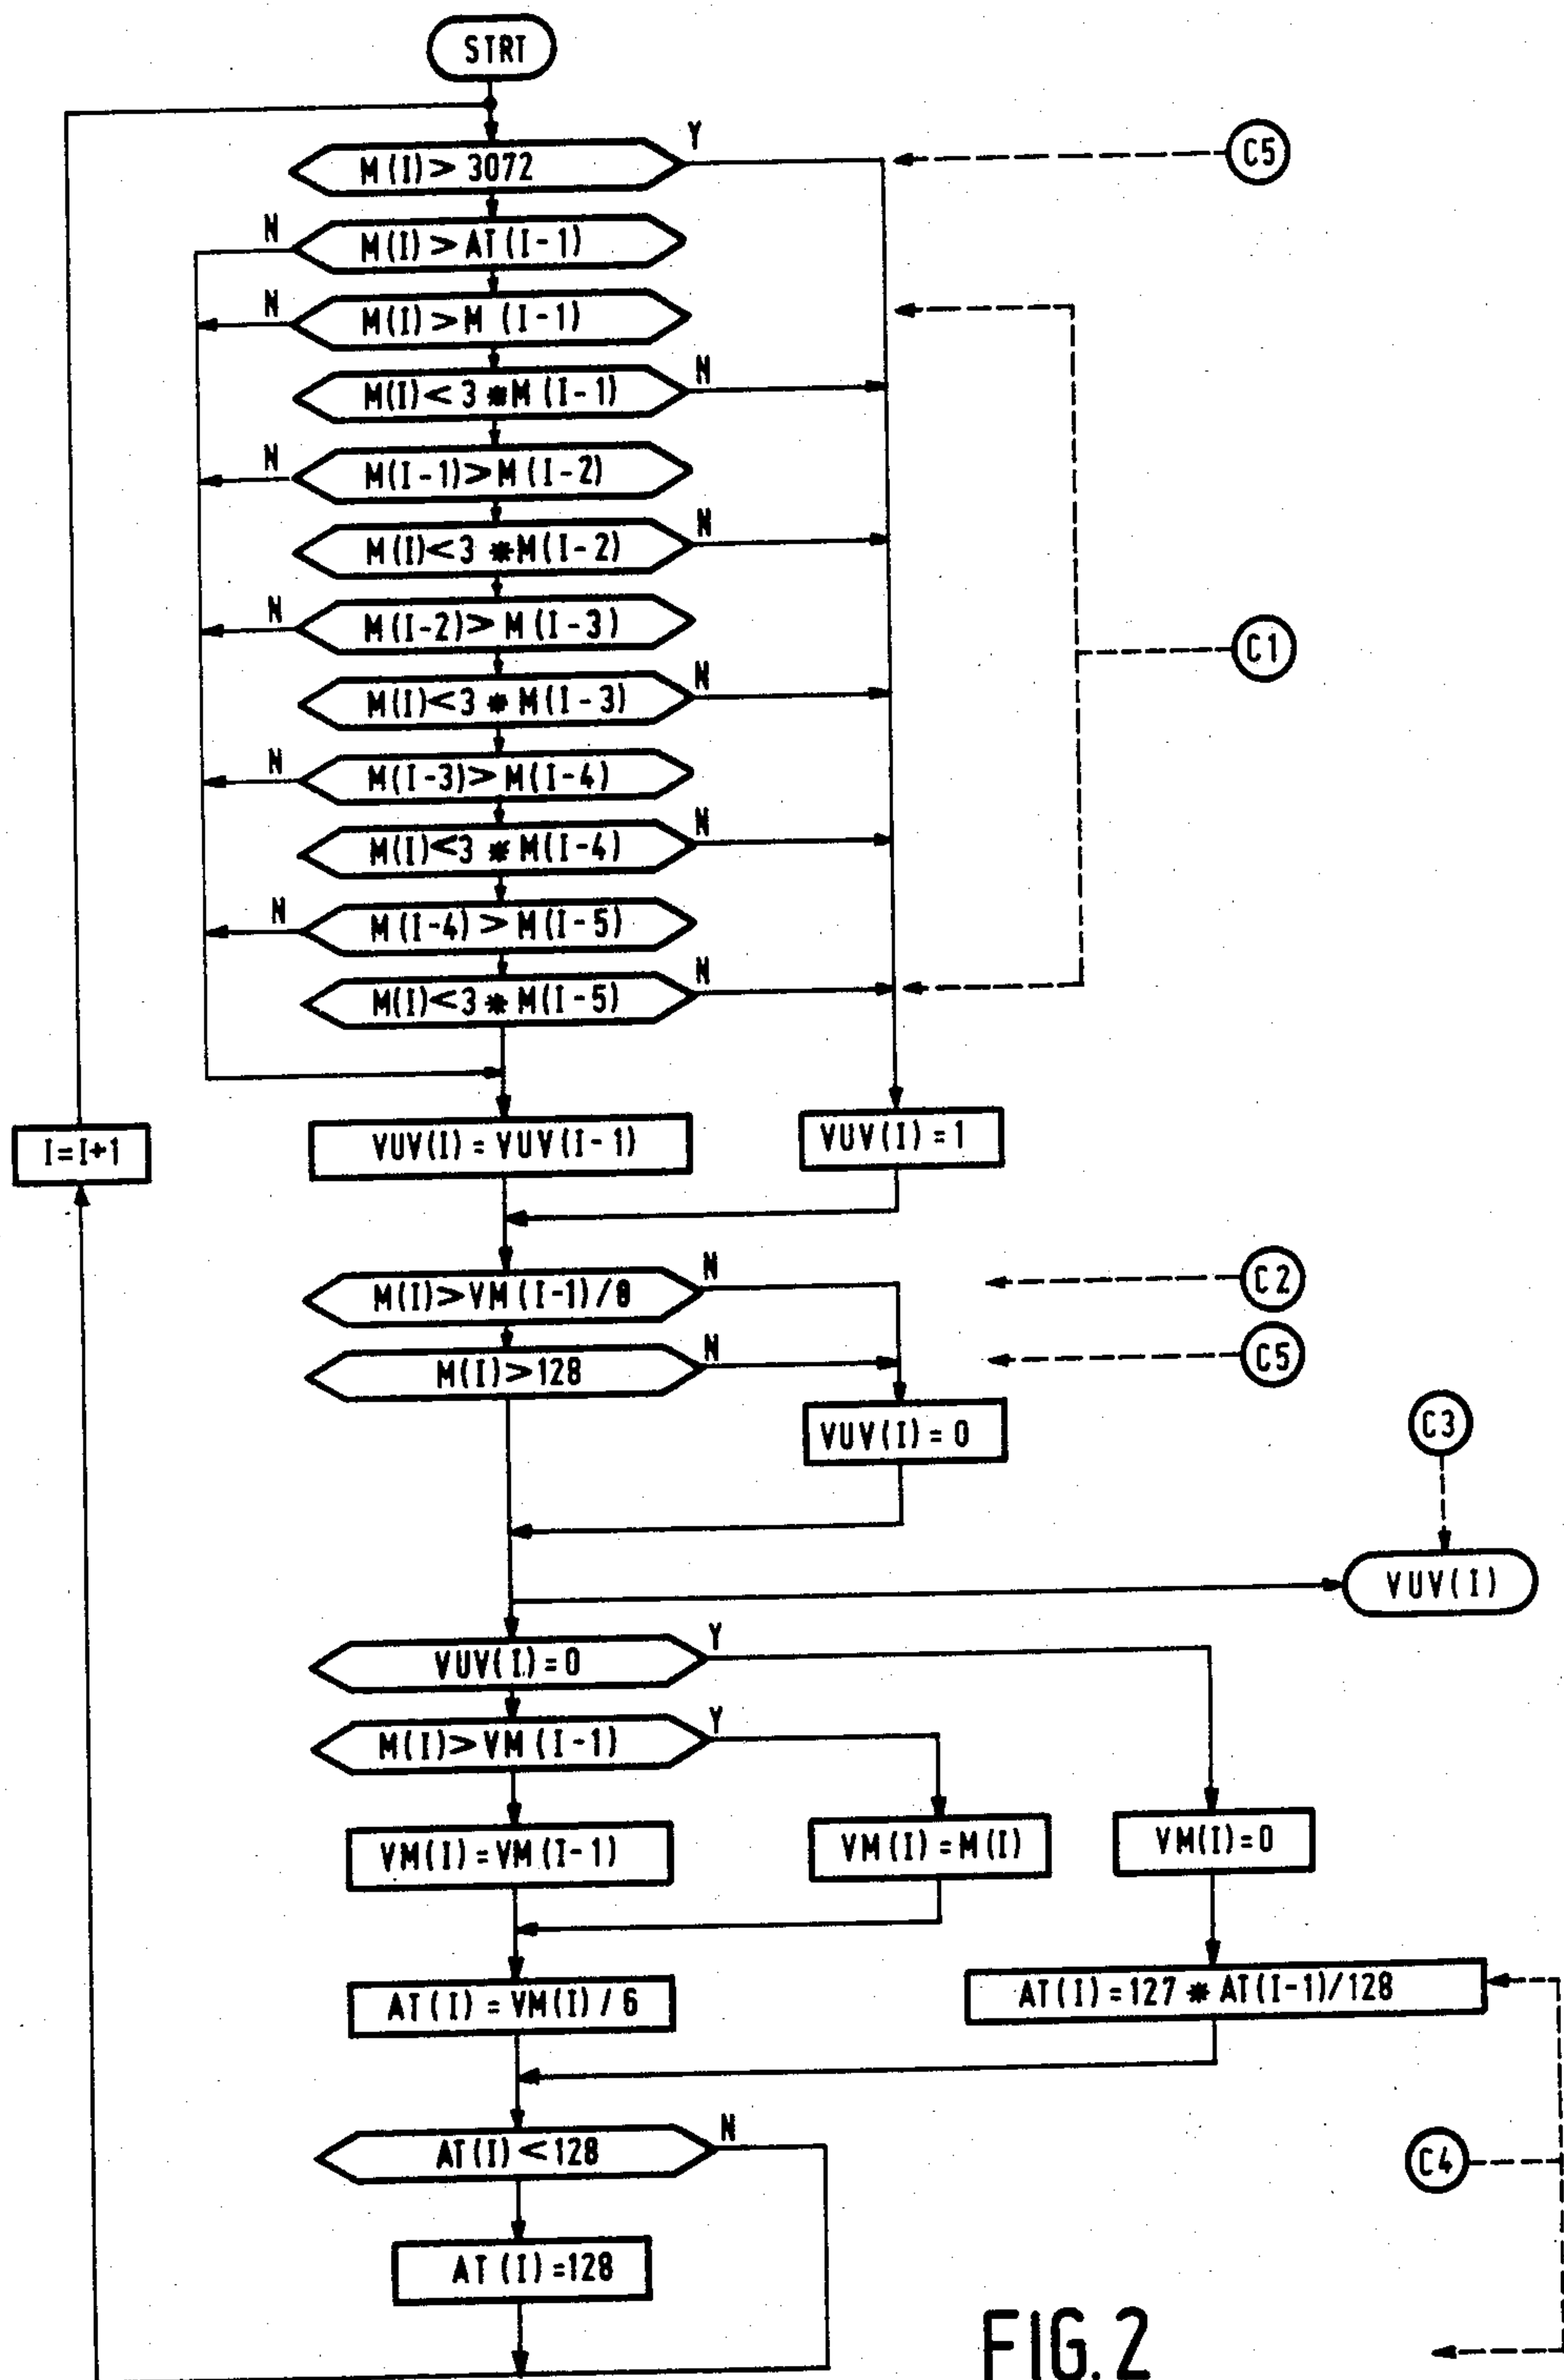 STRT
M(I) > 3072
Y
C5
N
M(I) > AT(I-1)
N
M(I) > M (I-1)
M(I) < 3 * M (I-1)
N
N
M(I-1) > M (I-2)
M(I) < 3 * M(I-2)
N
N
M(I-2) > M(I-3)
C1
M(I) < 3 * M(I-3)
N
N
M(I-3) > M(I-4)
M(I) < 3 * M(I-4)
N
N
M(I-4) > M(I-5)
M(I) < 3 * M(I-5)
N
I=I+1
VUV(I) = VUV(I-1)
VUV(I) = 1
M(I) > VM (I-1)/8
N
C2
M(I) > 128
N
C5
VUV(I) = 0
C3
VUV(I)
VUV(I) = 0
Y
M(I) > VM (I-1)
Y
VM(I) = VM(I-1)
VM(I) = M(I)
VM(I) = 0
AT(I) = VM(I) / 6
AT(I) = 127 * AT(I-1)/128
AT(I) < 128
N
C4
AT(I) = 128
FIG. 2